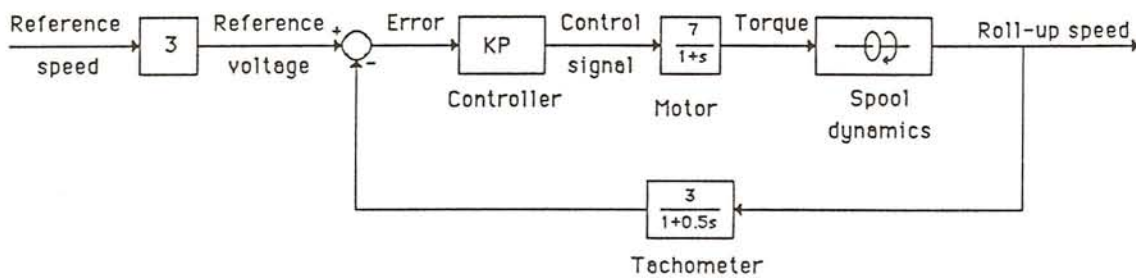 Reference
speed
3
Reference
voltage
+
-
Error
KP
Controller
Control
signal
7
1+s
Motor
Torque
Spool
dynamics
Roll-up speed
3
1+0.5s
Tachometer